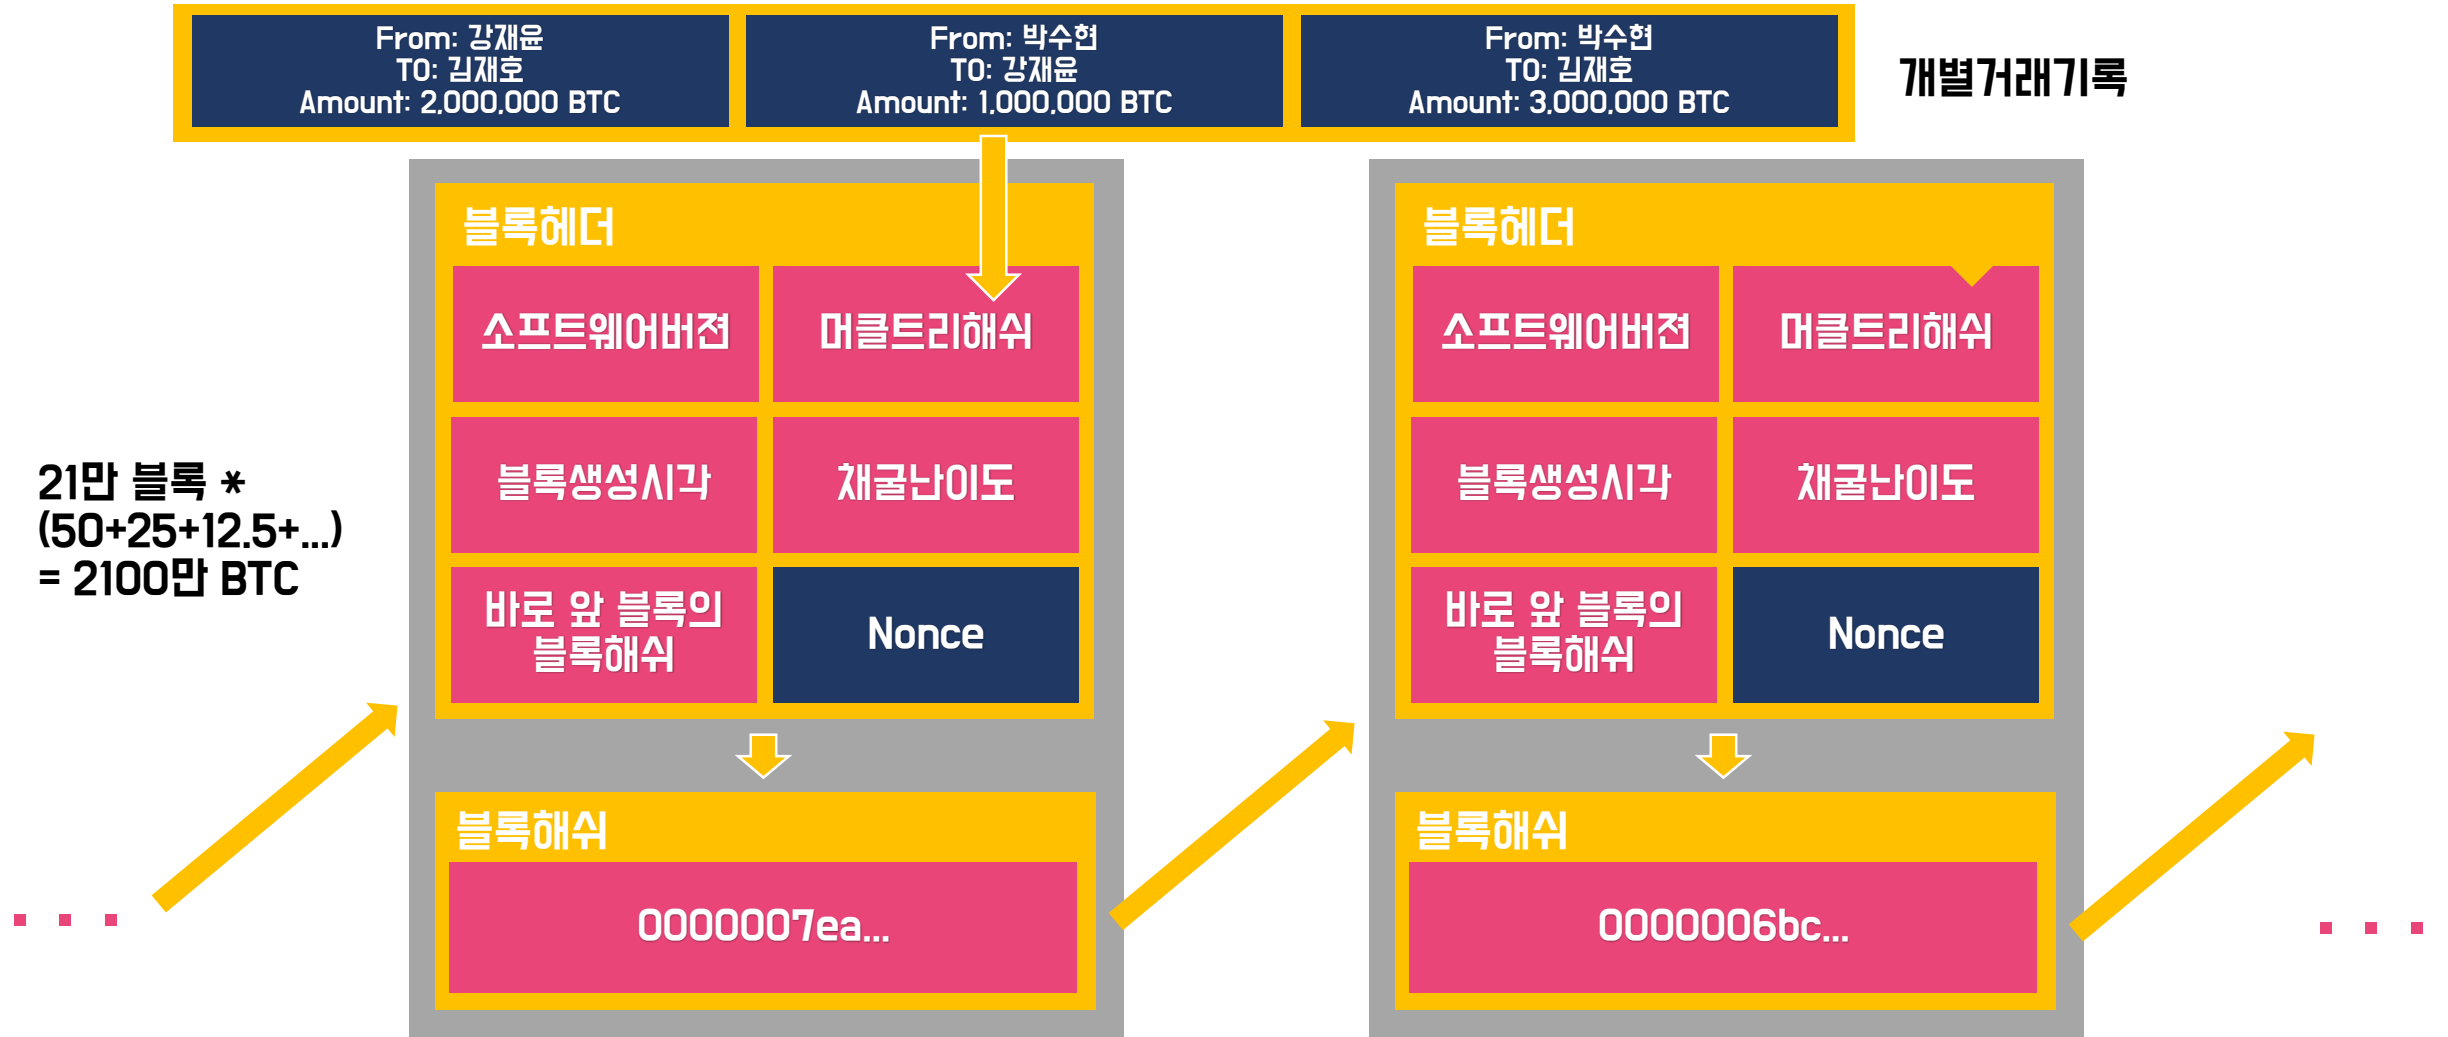 From: 강재윤
TO: 김재호
Amount: 2,000,000 BTC
From: 박수현
TO: 강재윤
Amount: 1,000,000 BTC
From: 박수현
TO: 김재호
Amount: 3,000,000 BTC
개별거래기록
21만 블록 *
(50+25+12.5+...)
= 2100만 BTC
블록헤더
소프트웨어버젼
머클트리해쉬
블록생성시각
채굴난이도
바로 앞 블록의
블록해쉬
Nonce
블록해쉬
0000007ea...
블록헤더
소프트웨어버젼
머클트리해쉬
블록생성시각
채굴난이도
바로 앞 블록의
블록해쉬
Nonce
블록해쉬
0000006bc...